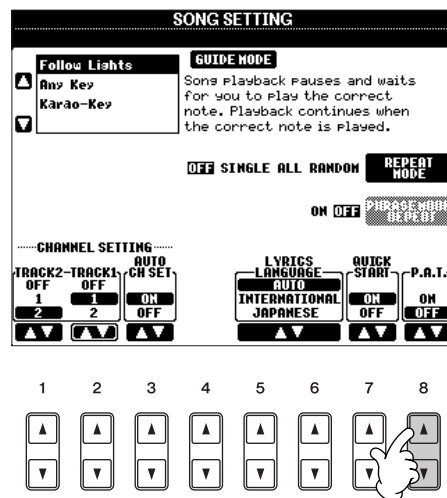 SONG SETTING
Follow Lights
Any Key
Karao-Key
GUIDE MODE
Song playback pauses and waits
for you to play the correct
note. Playback continues when
the correct note is played.
OFF SINGLE ALL RANDOM REPEAT MODE
ON OFF PHRASE MARK REPEAT
CHANNEL SETTING
TRACK2 TRACK1 AUTO CH SET
OFF OFF
1 1 ON
2 2 OFF
LYRICS LANGUAGE QUICK START P.A.T.
AUTO
INTERNATIONAL ON ON
JAPANESE OFF OFF
1 2 3 4 5 6 7 8